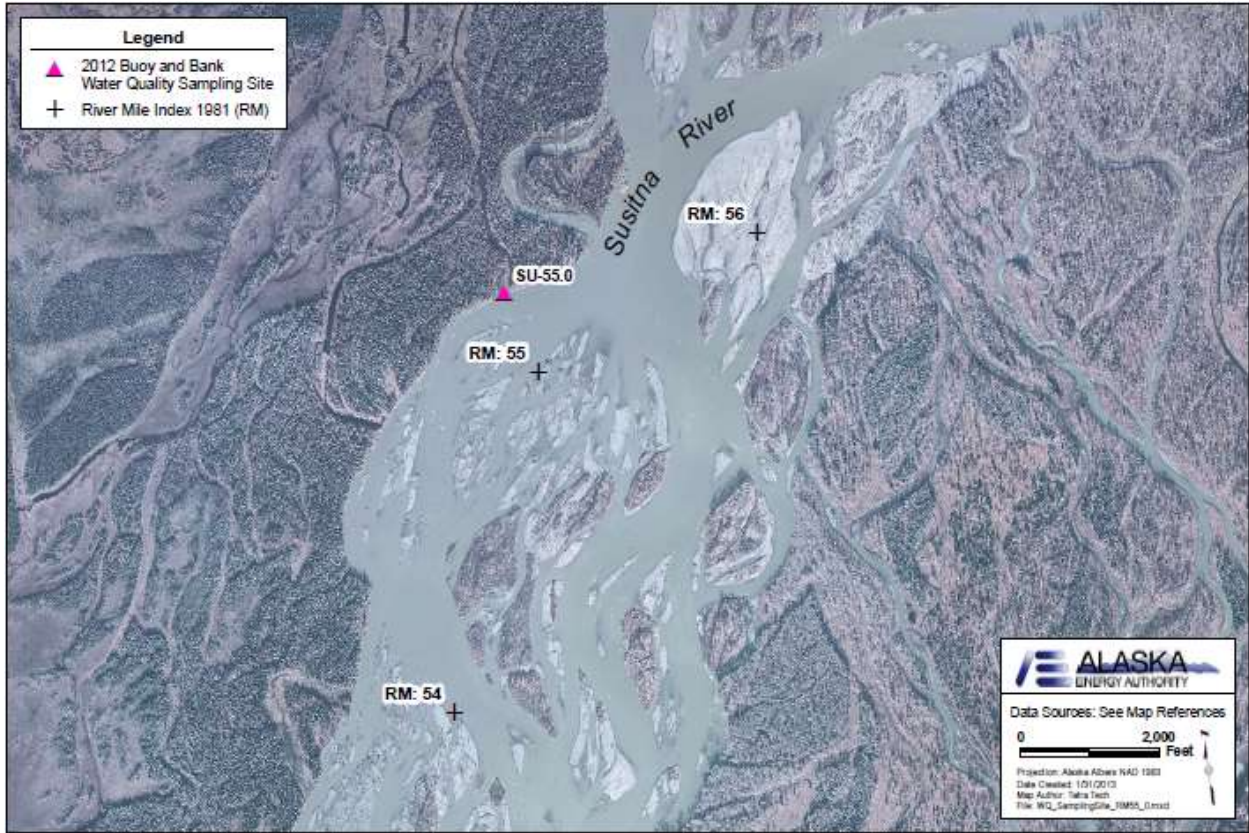 Legend
2012 Buoy and Bank
Water Quality Sampling Site
River Mile Index 1981 (RM)
Susitna River
RM: 56
SU-55.0
RM: 55
RM: 54
ALASKA
ENERGY AUTHORITY
Data Sources: See Map References
0 2,000
Feet
Projection: Alaska Albers NAD 1983
Date Created: 1/31/2013
Map Author: Tetra Tech
File: WQ_SamplingSite_RM55_0.mxd